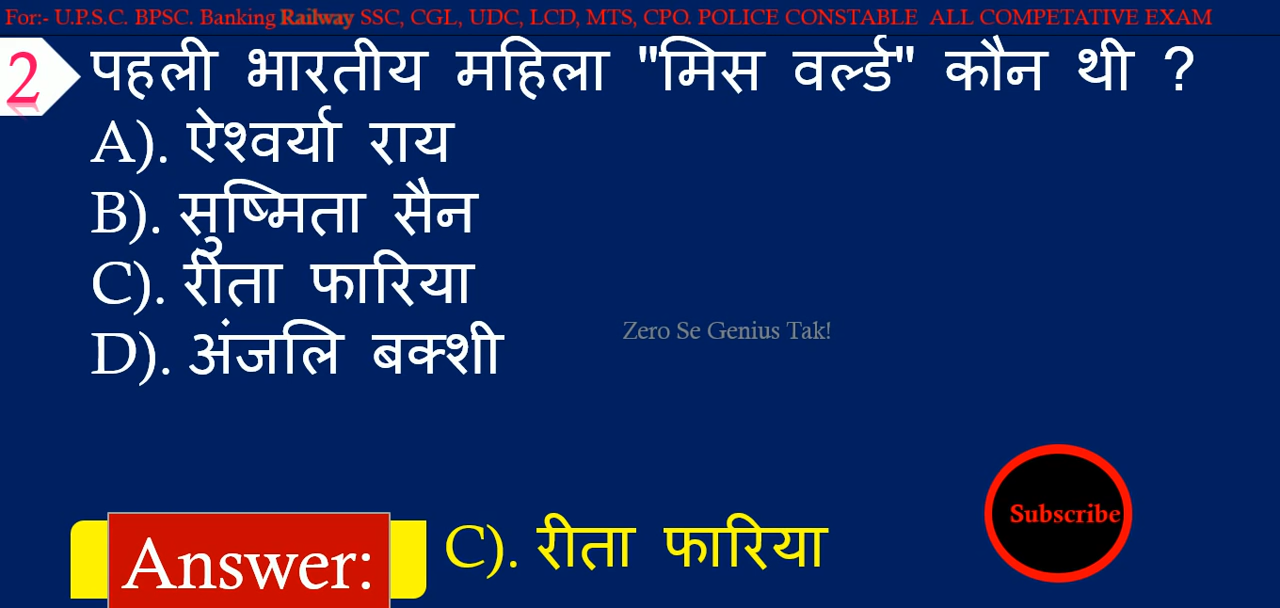 For:- U.P.S.C. BPSC. Banking Railway SSC, CGL, UDC, LCD, MTS, CPO. POLICE CONSTABLE ALL COMPETATIVE EXAM
2 पहली भारतीय महिला "मिस वर्ल्ड" कौन थी ?
A). ऐश्वर्या राय
B). सुष्मिता सैन
C). रीता फारिया
D). अंजलि बक्शी
Zero Se Genius Tak!
Subscribe
Answer: C). रीता फारिया